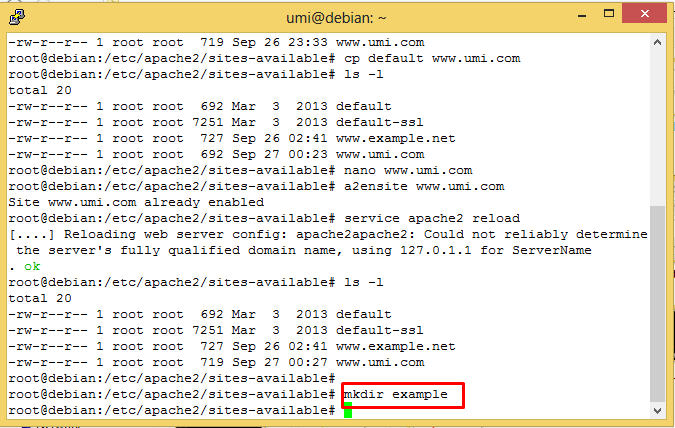 umi@debian: ~
-rw-r--r-- 1 root root  719 Sep 26 23:33 www.umi.com
root@debian:/etc/apache2/sites-available# cp default www.umi.com
root@debian:/etc/apache2/sites-available# ls -l
total 20
-rw-r--r-- 1 root root  692 Mar  3  2013 default
-rw-r--r-- 1 root root 7251 Mar  3  2013 default-ssl
-rw-r--r-- 1 root root  727 Sep 26 02:41 www.example.net
-rw-r--r-- 1 root root  692 Sep 27 00:23 www.umi.com
root@debian:/etc/apache2/sites-available# nano www.umi.com
root@debian:/etc/apache2/sites-available# a2ensite www.umi.com
Site www.umi.com already enabled
root@debian:/etc/apache2/sites-available# service apache2 reload
[....] Reloading web server config: apache2apache2: Could not reliably determine
 the server's fully qualified domain name, using 127.0.1.1 for ServerName
. ok
root@debian:/etc/apache2/sites-available# ls -l
total 20
-rw-r--r-- 1 root root  692 Mar  3  2013 default
-rw-r--r-- 1 root root 7251 Mar  3  2013 default-ssl
-rw-r--r-- 1 root root  727 Sep 26 02:41 www.example.net
-rw-r--r-- 1 root root  719 Sep 27 00:27 www.umi.com
root@debian:/etc/apache2/sites-available#
root@debian:/etc/apache2/sites-available# mkdir example
root@debian:/etc/apache2/sites-available#